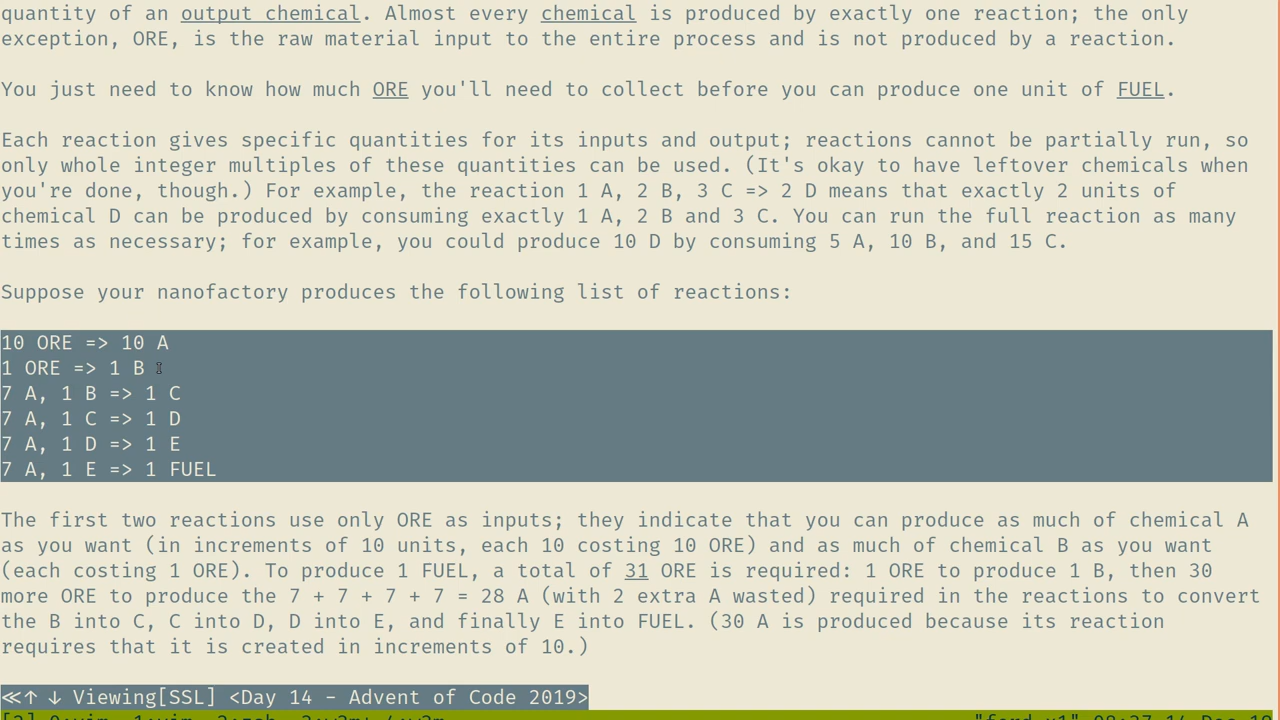 quantity of an output chemical. Almost every chemical is produced by exactly one reaction; the only
exception, ORE, is the raw material input to the entire process and is not produced by a reaction.
You just need to know how much ORE you'll need to collect before you can produce one unit of FUEL.
Each reaction gives specific quantities for its inputs and output; reactions cannot be partially run, so
only whole integer multiples of these quantities can be used. (It's okay to have leftover chemicals when
you're done, though.) For example, the reaction 1 A, 2 B, 3 C => 2 D means that exactly 2 units of
chemical D can be produced by consuming exactly 1 A, 2 B and 3 C. You can run the full reaction as many
times as necessary; for example, you could produce 10 D by consuming 5 A, 10 B, and 15 C.
Suppose your nanofactory produces the following list of reactions:
10 ORE => 10 A
1 ORE => 1 B
7 A, 1 B => 1 C
7 A, 1 C => 1 D
7 A, 1 D => 1 E
7 A, 1 E => 1 FUEL
The first two reactions use only ORE as inputs; they indicate that you can produce as much of chemical A
as you want (in increments of 10 units, each 10 costing 10 ORE) and as much of chemical B as you want
(each costing 1 ORE). To produce 1 FUEL, a total of 31 ORE is required: 1 ORE to produce 1 B, then 30
more ORE to produce the 7 + 7 + 7 + 7 = 28 A (with 2 extra A wasted) required in the reactions to convert
the B into C, C into D, D into E, and finally E into FUEL. (30 A is produced because its reaction
requires that it is created in increments of 10.)
≪↑ ↓ Viewing[SSL] <Day 14 - Advent of Code 2019>